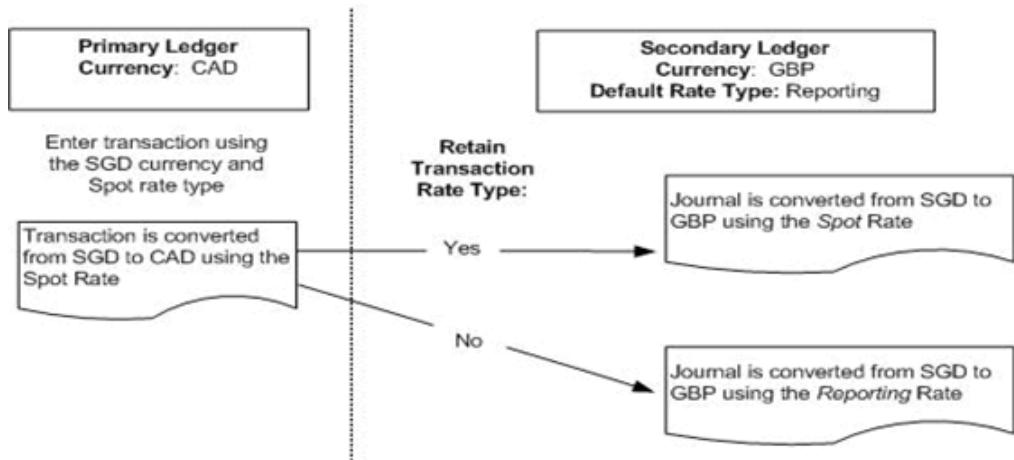 Primary Ledger
Currency: CAD
Secondary Ledger
Currency: GBP
Default Rate Type: Reporting
Enter transaction using
the SGD currency and
Spot rate type
Retain
Transaction
Rate Type:
Transaction is converted
from SGD to CAD using the
Spot Rate
Yes
Journal is converted from SGD to
GBP using the Spot Rate
No
Journal is converted from SGD to
GBP using the Reporting Rate